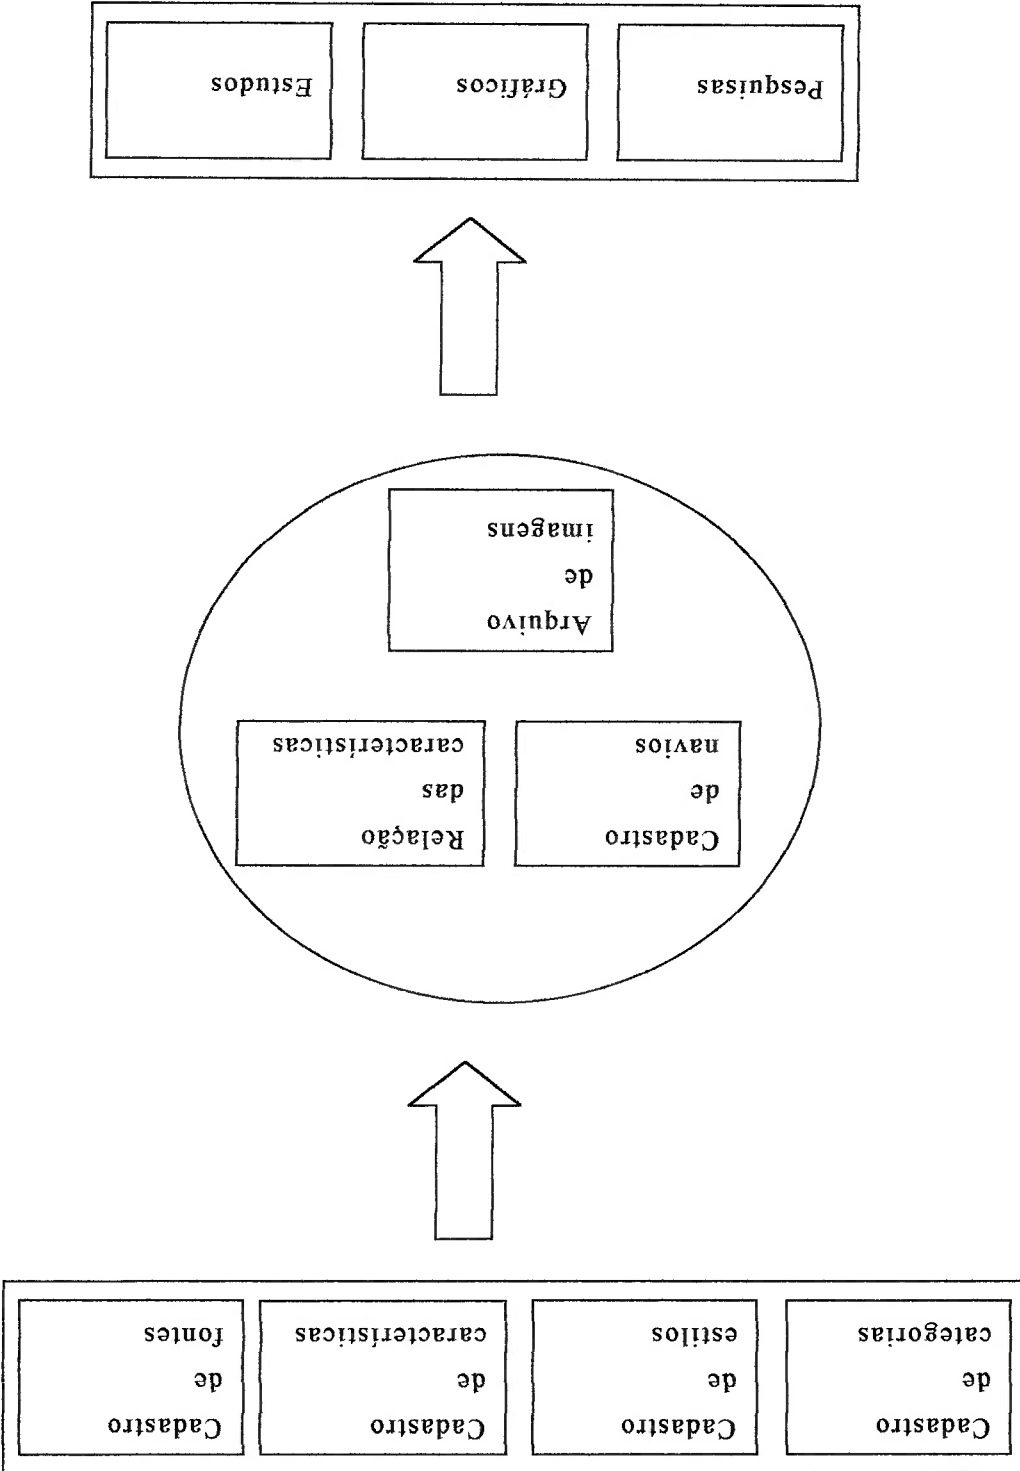 Cadastro
de
categorias
Cadastro
de
estilos
Cadastro
de
características
Cadastro
de
fontes
Cadastro
de
navios
Relação
das
características
Arquivo
de
imagens
Pesquisas
Gráficos
Estudos